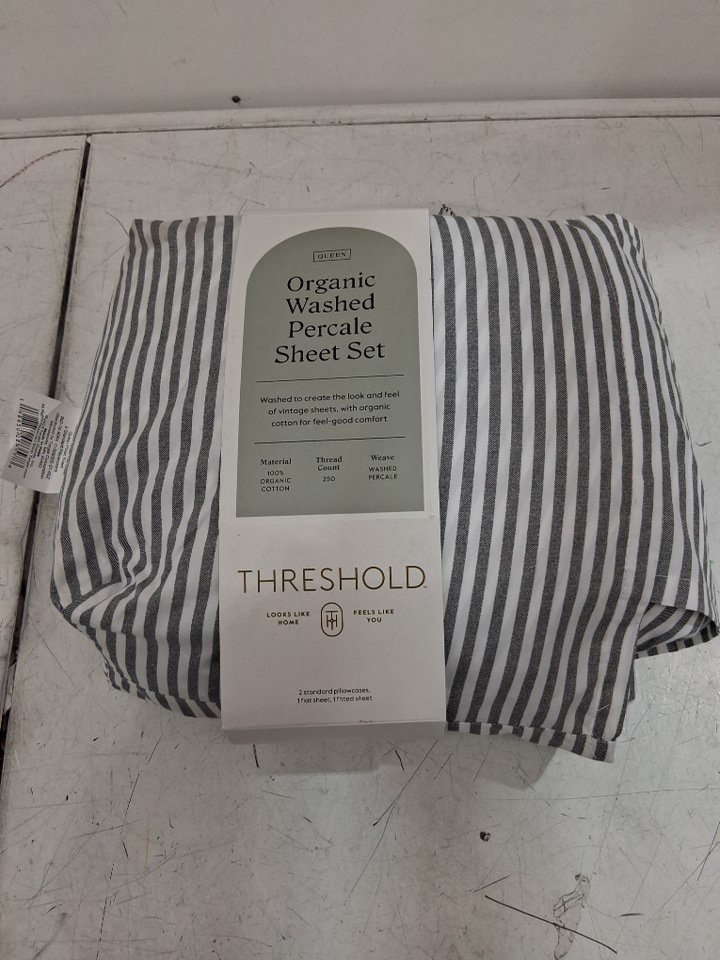 QUEEN
Organic
Washed
Percale
Sheet Set
Washed to create the look and feel
of vintage sheets, with organic
cotton for feel-good comfort
Material
100%
ORGANIC
COTTON
Thread
Count
250
Weave
WASHED
PERCALE
THRESHOLD™
LOOKS LIKE
HOME
FEELS LIKE
YOU
2 standard pillowcases,
1 flat sheet, 1 fitted sheet